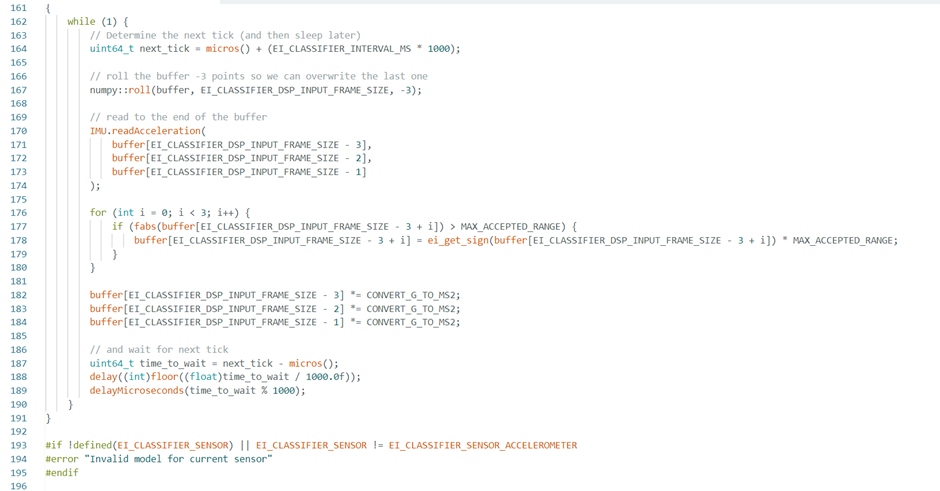 161 {
162 while (1) {
163 // Determine the next tick (and then sleep later)
164 uint64_t next_tick = micros() + (EI_CLASSIFIER_INTERVAL_MS * 1000);
165
166 // roll the buffer -3 points so we can overwrite the last one
167 numpy::roll(buffer, EI_CLASSIFIER_DSP_INPUT_FRAME_SIZE, -3);
168
169 // read to the end of the buffer
170 IMU.readAcceleration(
171 buffer[EI_CLASSIFIER_DSP_INPUT_FRAME_SIZE - 3],
172 buffer[EI_CLASSIFIER_DSP_INPUT_FRAME_SIZE - 2],
173 buffer[EI_CLASSIFIER_DSP_INPUT_FRAME_SIZE - 1]
174 );
175
176 for (int i = 0; i < 3; i++) {
177 if (fabs(buffer[EI_CLASSIFIER_DSP_INPUT_FRAME_SIZE - 3 + i]) > MAX_ACCEPTED_RANGE) {
178 buffer[EI_CLASSIFIER_DSP_INPUT_FRAME_SIZE - 3 + i] = ei_get_sign(buffer[EI_CLASSIFIER_DSP_INPUT_FRAME_SIZE - 3 + i]) * MAX_ACCEPTED_RANGE;
179 }
180 }
181
182 buffer[EI_CLASSIFIER_DSP_INPUT_FRAME_SIZE - 3] *= CONVERT_G_TO_MS2;
183 buffer[EI_CLASSIFIER_DSP_INPUT_FRAME_SIZE - 2] *= CONVERT_G_TO_MS2;
184 buffer[EI_CLASSIFIER_DSP_INPUT_FRAME_SIZE - 1] *= CONVERT_G_TO_MS2;
185
186 // and wait for next tick
187 uint64_t time_to_wait = next_tick - micros();
188 delay((int)floor((float)time_to_wait / 1000.0f));
189 delayMicroseconds(time_to_wait % 1000);
190 }
191 }
192
193 #if !defined(EI_CLASSIFIER_SENSOR) || EI_CLASSIFIER_SENSOR != EI_CLASSIFIER_SENSOR_ACCELEROMETER
194 #error "Invalid model for current sensor"
195 #endif
196